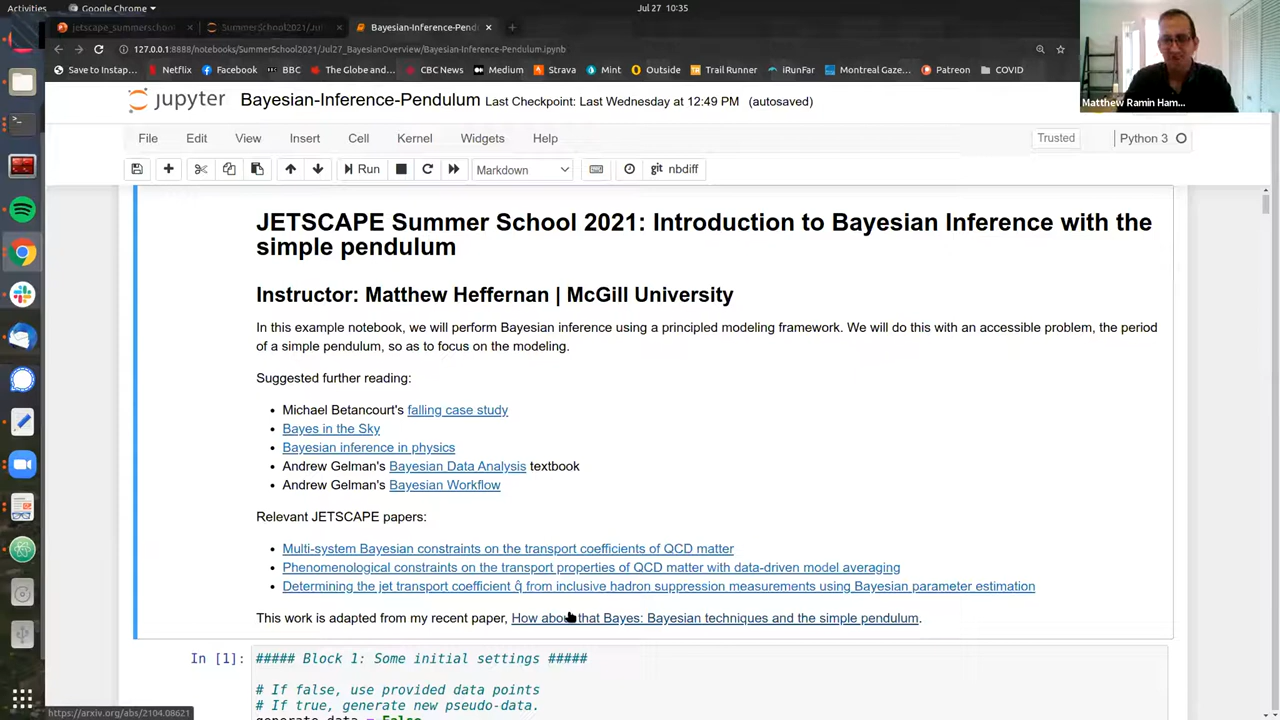 Activities
Google Chrome
Jul 27 10:35
jetscape_summerschool
SummerSchool2021/Jul
Bayesian-Inference-Pend
127.0.0.1:8888/notebooks/SummerSchool2021/Jul27_BayesianOverview/Bayesian-Inference-Pendulum.ipynb
Save to Instap... Netflix Facebook BBC The Globe and... CBC News Medium Strava Mint Outside Trail Runner iRunFar Montreal Gaze... Patreon COVID
Matthew Ramin Ham...
jupyter Bayesian-Inference-Pendulum Last Checkpoint: Last Wednesday at 12:49 PM (autosaved)
File Edit View Insert Cell Kernel Widgets Help Trusted Python 3
Run Markdown git nbdiff
JETSCAPE Summer School 2021: Introduction to Bayesian Inference with the
simple pendulum
Instructor: Matthew Heffernan | McGill University
In this example notebook, we will perform Bayesian inference using a principled modeling framework. We will do this with an accessible problem, the period
of a simple pendulum, so as to focus on the modeling.
Suggested further reading:
• Michael Betancourt's falling case study
• Bayes in the Sky
• Bayesian inference in physics
• Andrew Gelman's Bayesian Data Analysis textbook
• Andrew Gelman's Bayesian Workflow
Relevant JETSCAPE papers:
• Multi-system Bayesian constraints on the transport coefficients of QCD matter
• Phenomenological constraints on the transport properties of QCD matter with data-driven model averaging
• Determining the jet transport coefficient q̂ from inclusive hadron suppression measurements using Bayesian parameter estimation
This work is adapted from my recent paper, How about that Bayes: Bayesian techniques and the simple pendulum.
In [1]: ##### Block 1: Some initial settings #####
# If false, use provided data points
# If true, generate new pseudo-data.
generate_data = False
https://arxiv.org/abs/2104.08621